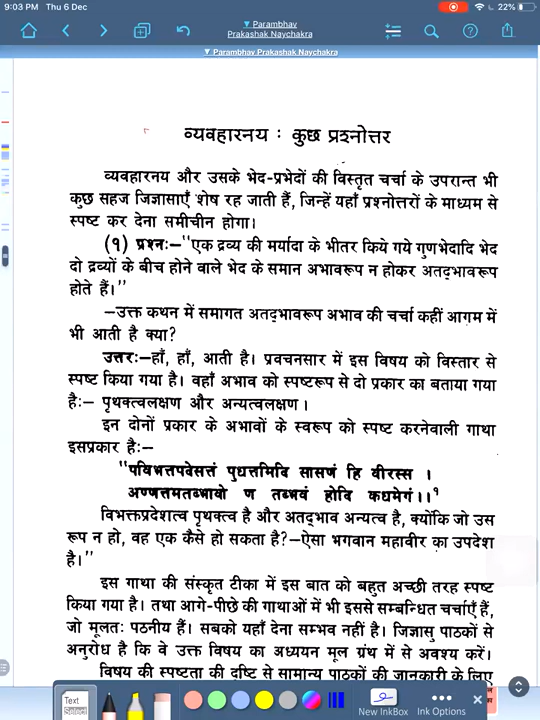 9:03 PM Thu 6 Dec 22%
▼ Parambhav
Prakashak Naychakra
▼ Parambhav Prakashak Naychakra
व्यवहारनय : कुछ प्रश्नोत्तर
व्यवहारनय और उसके भेद-प्रभेदों की विस्तृत चर्चा के उपरान्त भी
कुछ सहज जिज्ञासाएँ शेष रह जाती हैं, जिन्हें यहाँ प्रश्नोत्तरों के माध्यम से
स्पष्ट कर देना समीचीन होगा।
(१) प्रश्नः–"एक द्रव्य की मर्यादा के भीतर किये गये गुणभेदादि भेद
दो द्रव्यों के बीच होने वाले भेद के समान अभावरूप न होकर अतद्भावरूप
होते हैं।"
–उक्त कथन में समागत अतद्भावरूप अभाव की चर्चा कहीं आगम में
भी आती है क्या?
उत्तरः–हाँ, हाँ, आती है। प्रवचनसार में इस विषय को विस्तार से
स्पष्ट किया गया है। वहाँ अभाव को स्पष्टरूप से दो प्रकार का बताया गया
हैः– पृथक्त्वलक्षण और अन्यत्वलक्षण।
इन दोनों प्रकार के अभावों के स्वरूप को स्पष्ट करनेवाली गाथा
इसप्रकार हैः–
"पविभत्तपदेसत्तं पुधत्तमिदि सासणं हि वीरस्स ।
अण्णत्तमतब्भावो ण तब्भवं होदि कधमेगं।।१
विभक्तप्रदेशत्व पृथक्त्व है और अतद्भाव अन्यत्व है, क्योंकि जो उस
रूप न हो, वह एक कैसे हो सकता है?–ऐसा भगवान महावीर का उपदेश
है।"
इस गाथा की संस्कृत टीका में इस बात को बहुत अच्छी तरह स्पष्ट
किया गया है। तथा आगे-पीछे की गाथाओं में भी इससे सम्बन्धित चर्चाएँ हैं,
जो मूलतः पठनीय हैं। सबको यहाँ देना सम्भव नहीं है। जिज्ञासु पाठकों से
अनुरोध है कि वे उक्त विषय का अध्ययन मूल ग्रंथ में से अवश्य करें।
विषय की स्पष्टता की दृष्टि से सामान्य पाठकों की जानकारी के लिए
Text
New InkBox
Ink Options